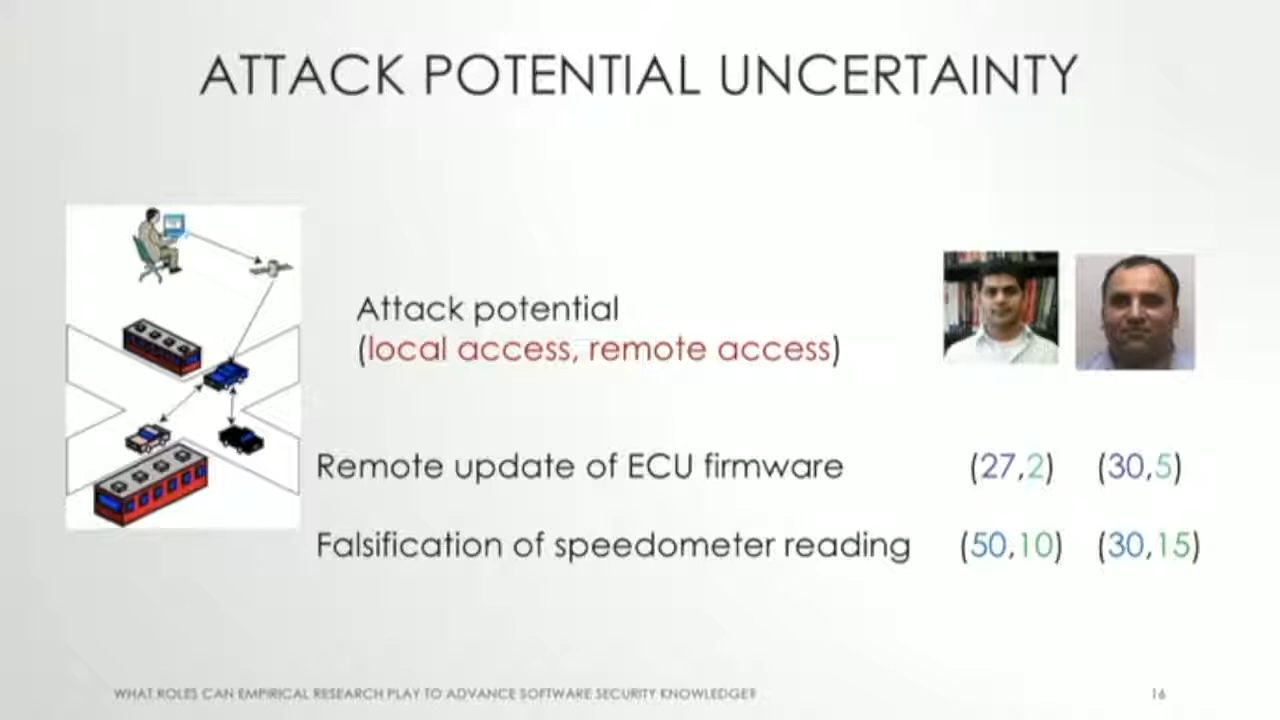 ATTACK POTENTIAL UNCERTAINTY
Attack potential
(local access, remote access)
Remote update of ECU firmware (27,2) (30,5)
Falsification of speedometer reading (50,10) (30,15)
WHAT ROLES CAN EMPIRICAL RESEARCH PLAY TO ADVANCE SOFTWARE SECURITY KNOWLEDGE? 16